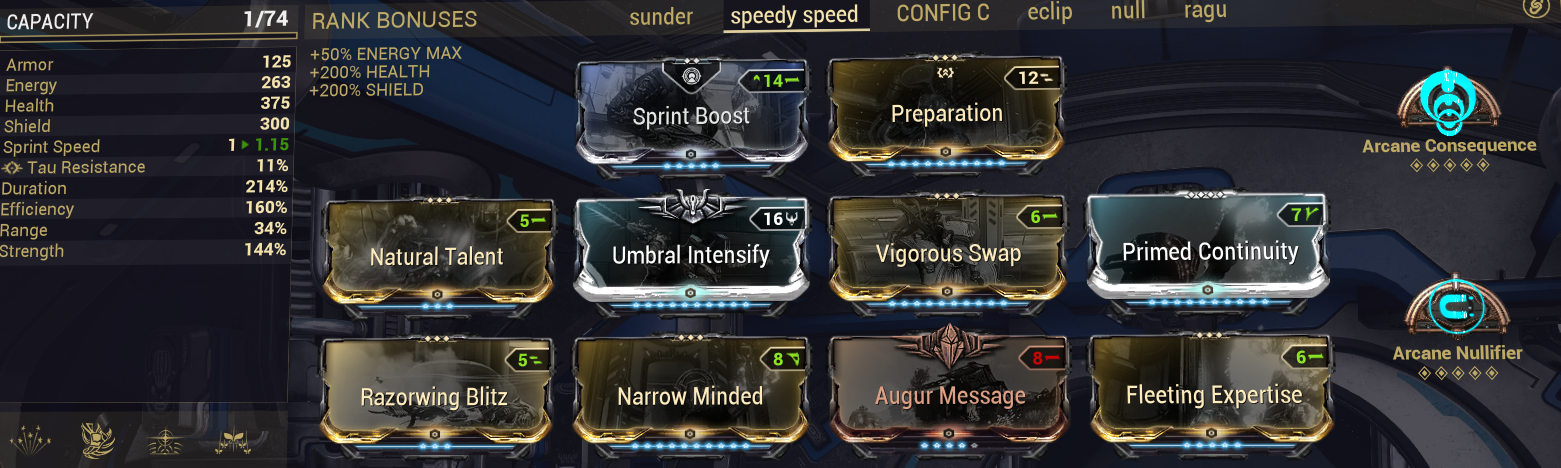 CAPACITY 1/74
RANK BONUSES
sunder speedy speed CONFIG C eclip null ragu
+50% ENERGY MAX
+200% HEALTH
+200% SHIELD
Armor 125
Energy 263
Health 375
Shield 300
Sprint Speed 1 1.15
Tau Resistance 11%
Duration 214%
Efficiency 160%
Range 34%
Strength 144%
14
Sprint Boost
12
Preparation
Arcane Consequence
5
Natural Talent
16
Umbral Intensify
6
Vigorous Swap
7
Primed Continuity
Arcane Nullifier
5
Razorwing Blitz
8
Narrow Minded
8
Augur Message
6
Fleeting Expertise